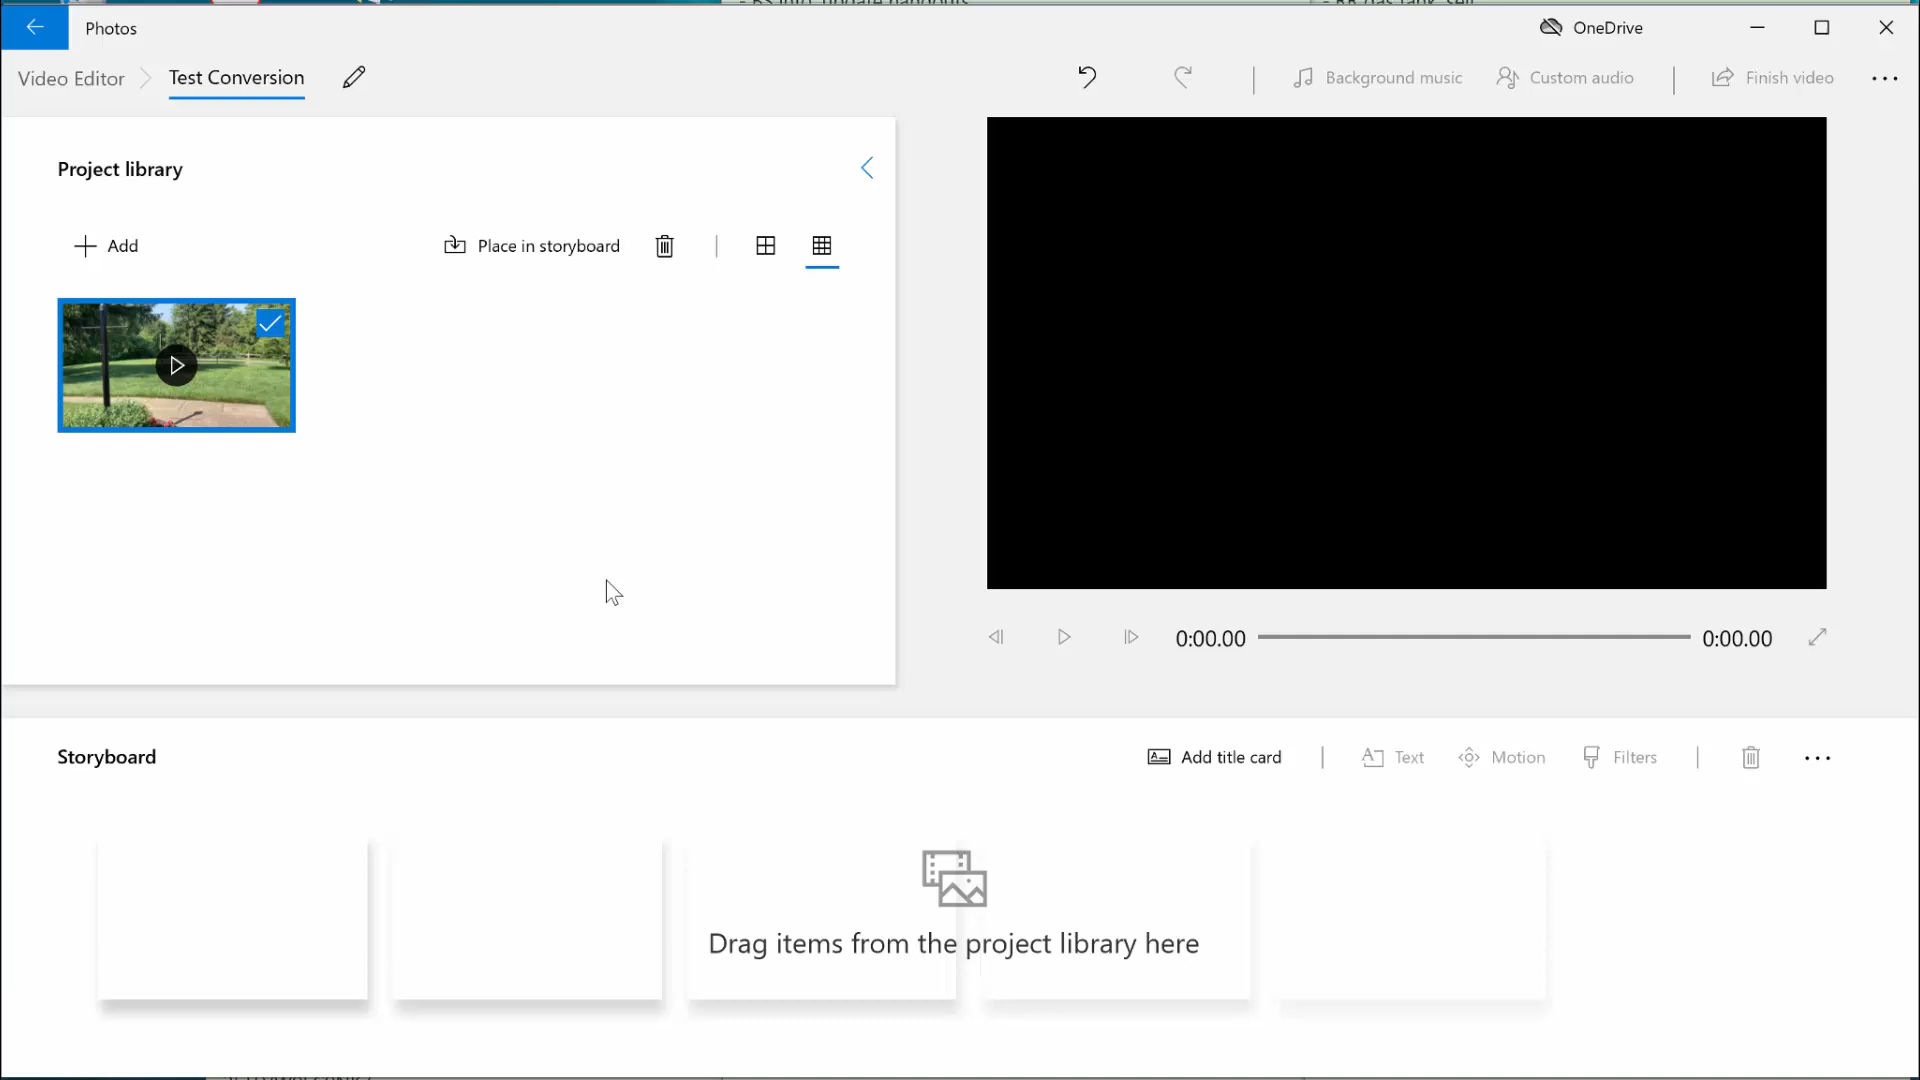 Photos
OneDrive
Video Editor
Test Conversion
Background music
Custom audio
Finish video
Project library
Add
Place in storyboard
0:00.00
0:00.00
Storyboard
Add title card
Text
Motion
Filters
Drag items from the project library here